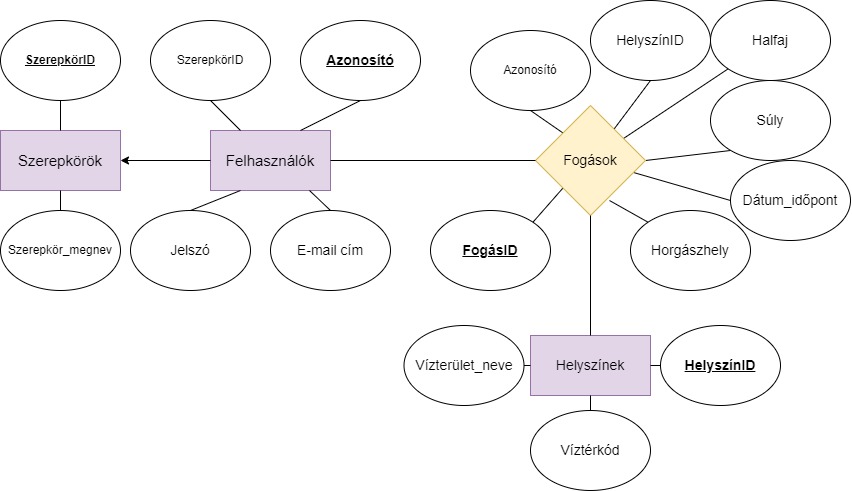 SzerepkörID
SzerepkörID
Azonosító
Azonosító
HelyszínID
Halfaj
Súly
Szerepkörök
Felhasználók
Fogások
Dátum_időpont
Szerepkör_megnev
Jelszó
E-mail cím
FogásID
Horgászhely
Vízterület_neve
Helyszínek
HelyszínID
Víztérkód